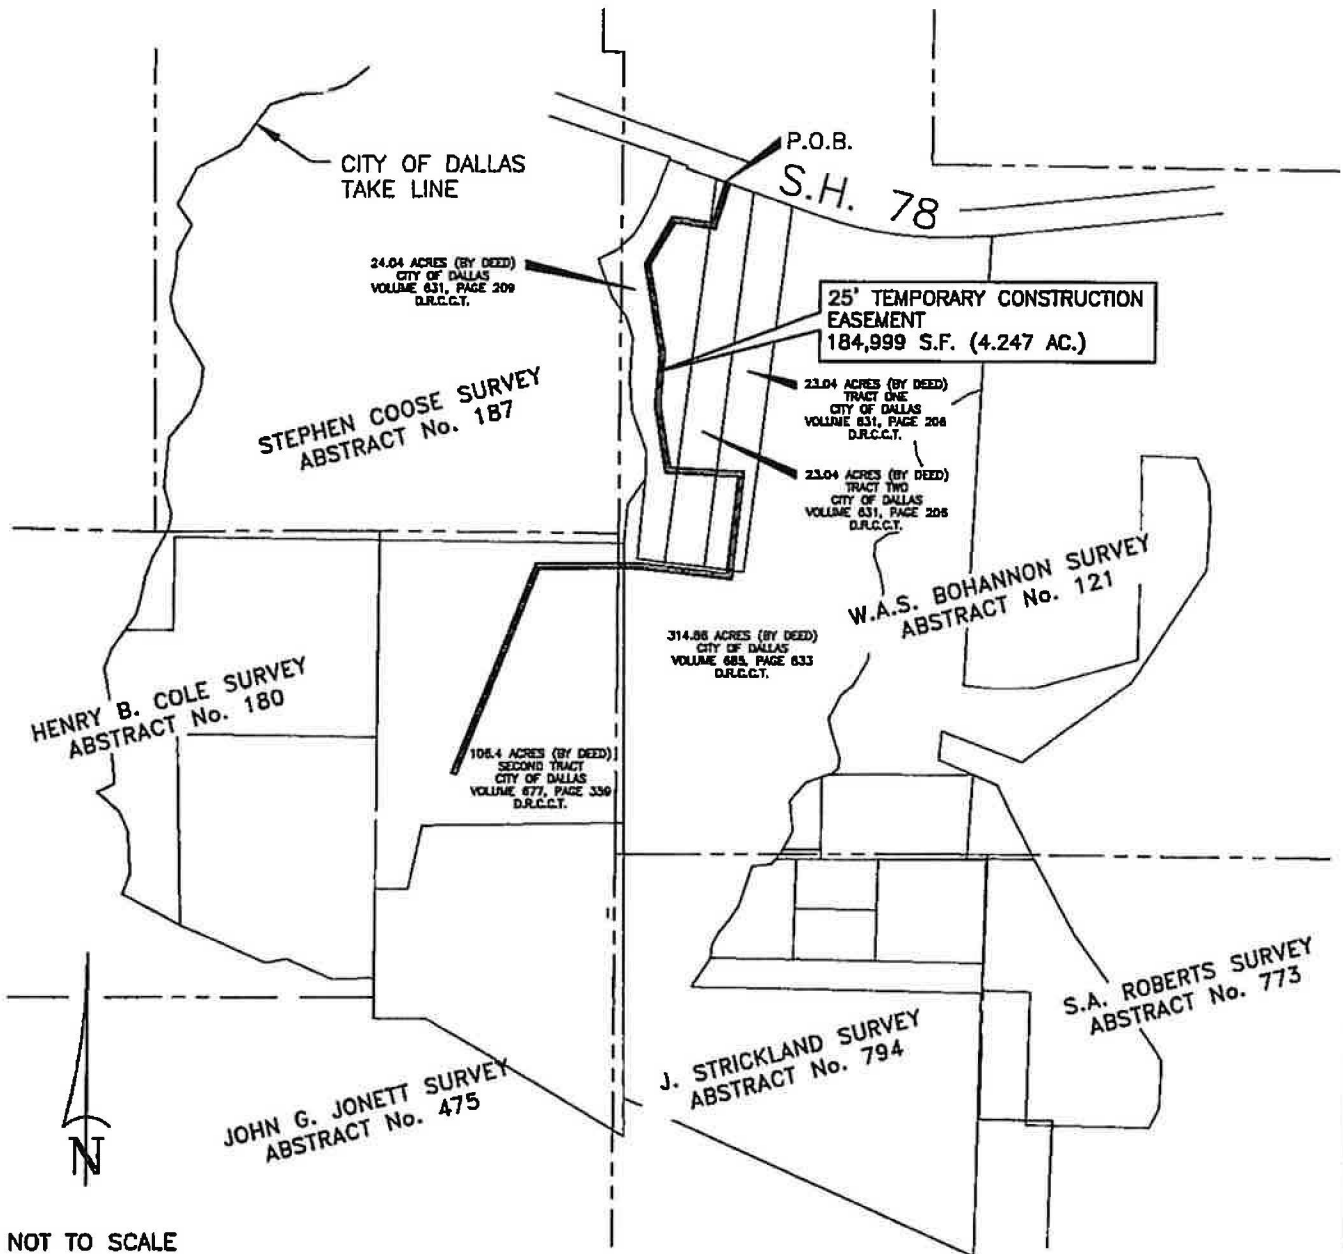 P.O.B.
CITY OF DALLAS
TAKE LINE
S.H. 78
24.04 ACRES (BY DEED)
CITY OF DALLAS
VOLUME 631, PAGE 209
D.R.C.C.T.
25' TEMPORARY CONSTRUCTION
EASEMENT
184,999 S.F. (4.247 AC.)
23.04 ACRES (BY DEED)
TRACT ONE
CITY OF DALLAS
VOLUME 631, PAGE 206
D.R.C.C.T.
STEPHEN COOSE SURVEY
ABSTRACT No. 187
23.04 ACRES (BY DEED)
TRACT TWO
CITY OF DALLAS
VOLUME 631, PAGE 206
D.R.C.C.T.
W.A.S. BOHANNON SURVEY
ABSTRACT No. 121
314.86 ACRES (BY DEED)
CITY OF DALLAS
VOLUME 685, PAGE 633
D.R.C.C.T.
HENRY B. COLE SURVEY
ABSTRACT No. 180
106.4 ACRES (BY DEED)
SECOND TRACT
CITY OF DALLAS
VOLUME 677, PAGE 339
D.R.C.C.T.
S.A. ROBERTS SURVEY
ABSTRACT No. 773
J. STRICKLAND SURVEY
ABSTRACT No. 794
JOHN G. JONETT SURVEY
ABSTRACT No. 475
N
NOT TO SCALE